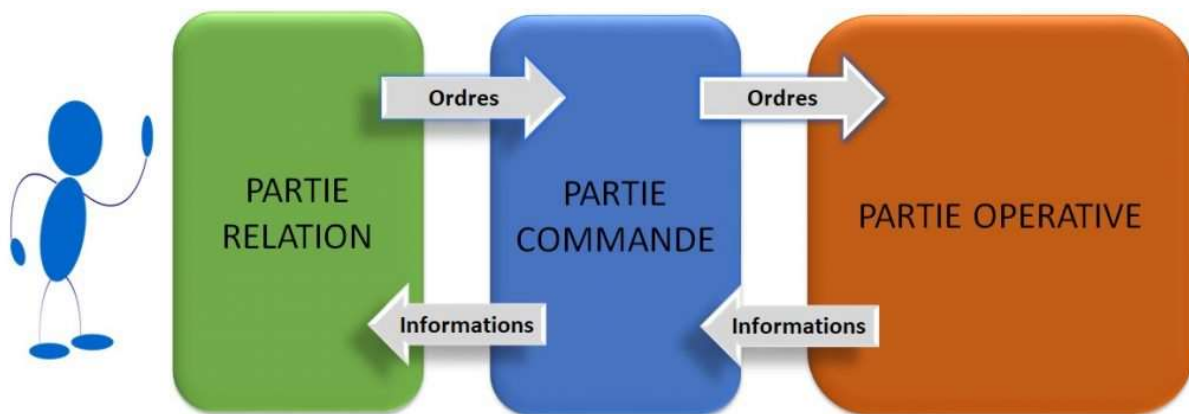 Ordres
Ordres
PARTIE
RELATION
PARTIE
COMMANDE
PARTIE OPERATIVE
Informations
Informations